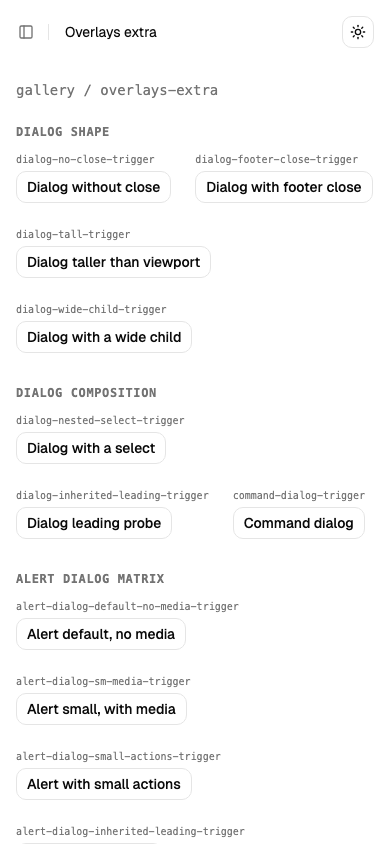 Overlays extra
gallery / overlays-extra
DIALOG SHAPE
dialog-no-close-trigger
dialog-footer-close-trigger
Dialog without close
Dialog with footer close
dialog-tall-trigger
Dialog taller than viewport
dialog-wide-child-trigger
Dialog with a wide child
DIALOG COMPOSITION
dialog-nested-select-trigger
Dialog with a select
dialog-inherited-leading-trigger
command-dialog-trigger
Dialog leading probe
Command dialog
ALERT DIALOG MATRIX
alert-dialog-default-no-media-trigger
Alert default, no media
alert-dialog-sm-media-trigger
Alert small, with media
alert-dialog-small-actions-trigger
Alert with small actions
alert-dialog-inherited-leading-trigger